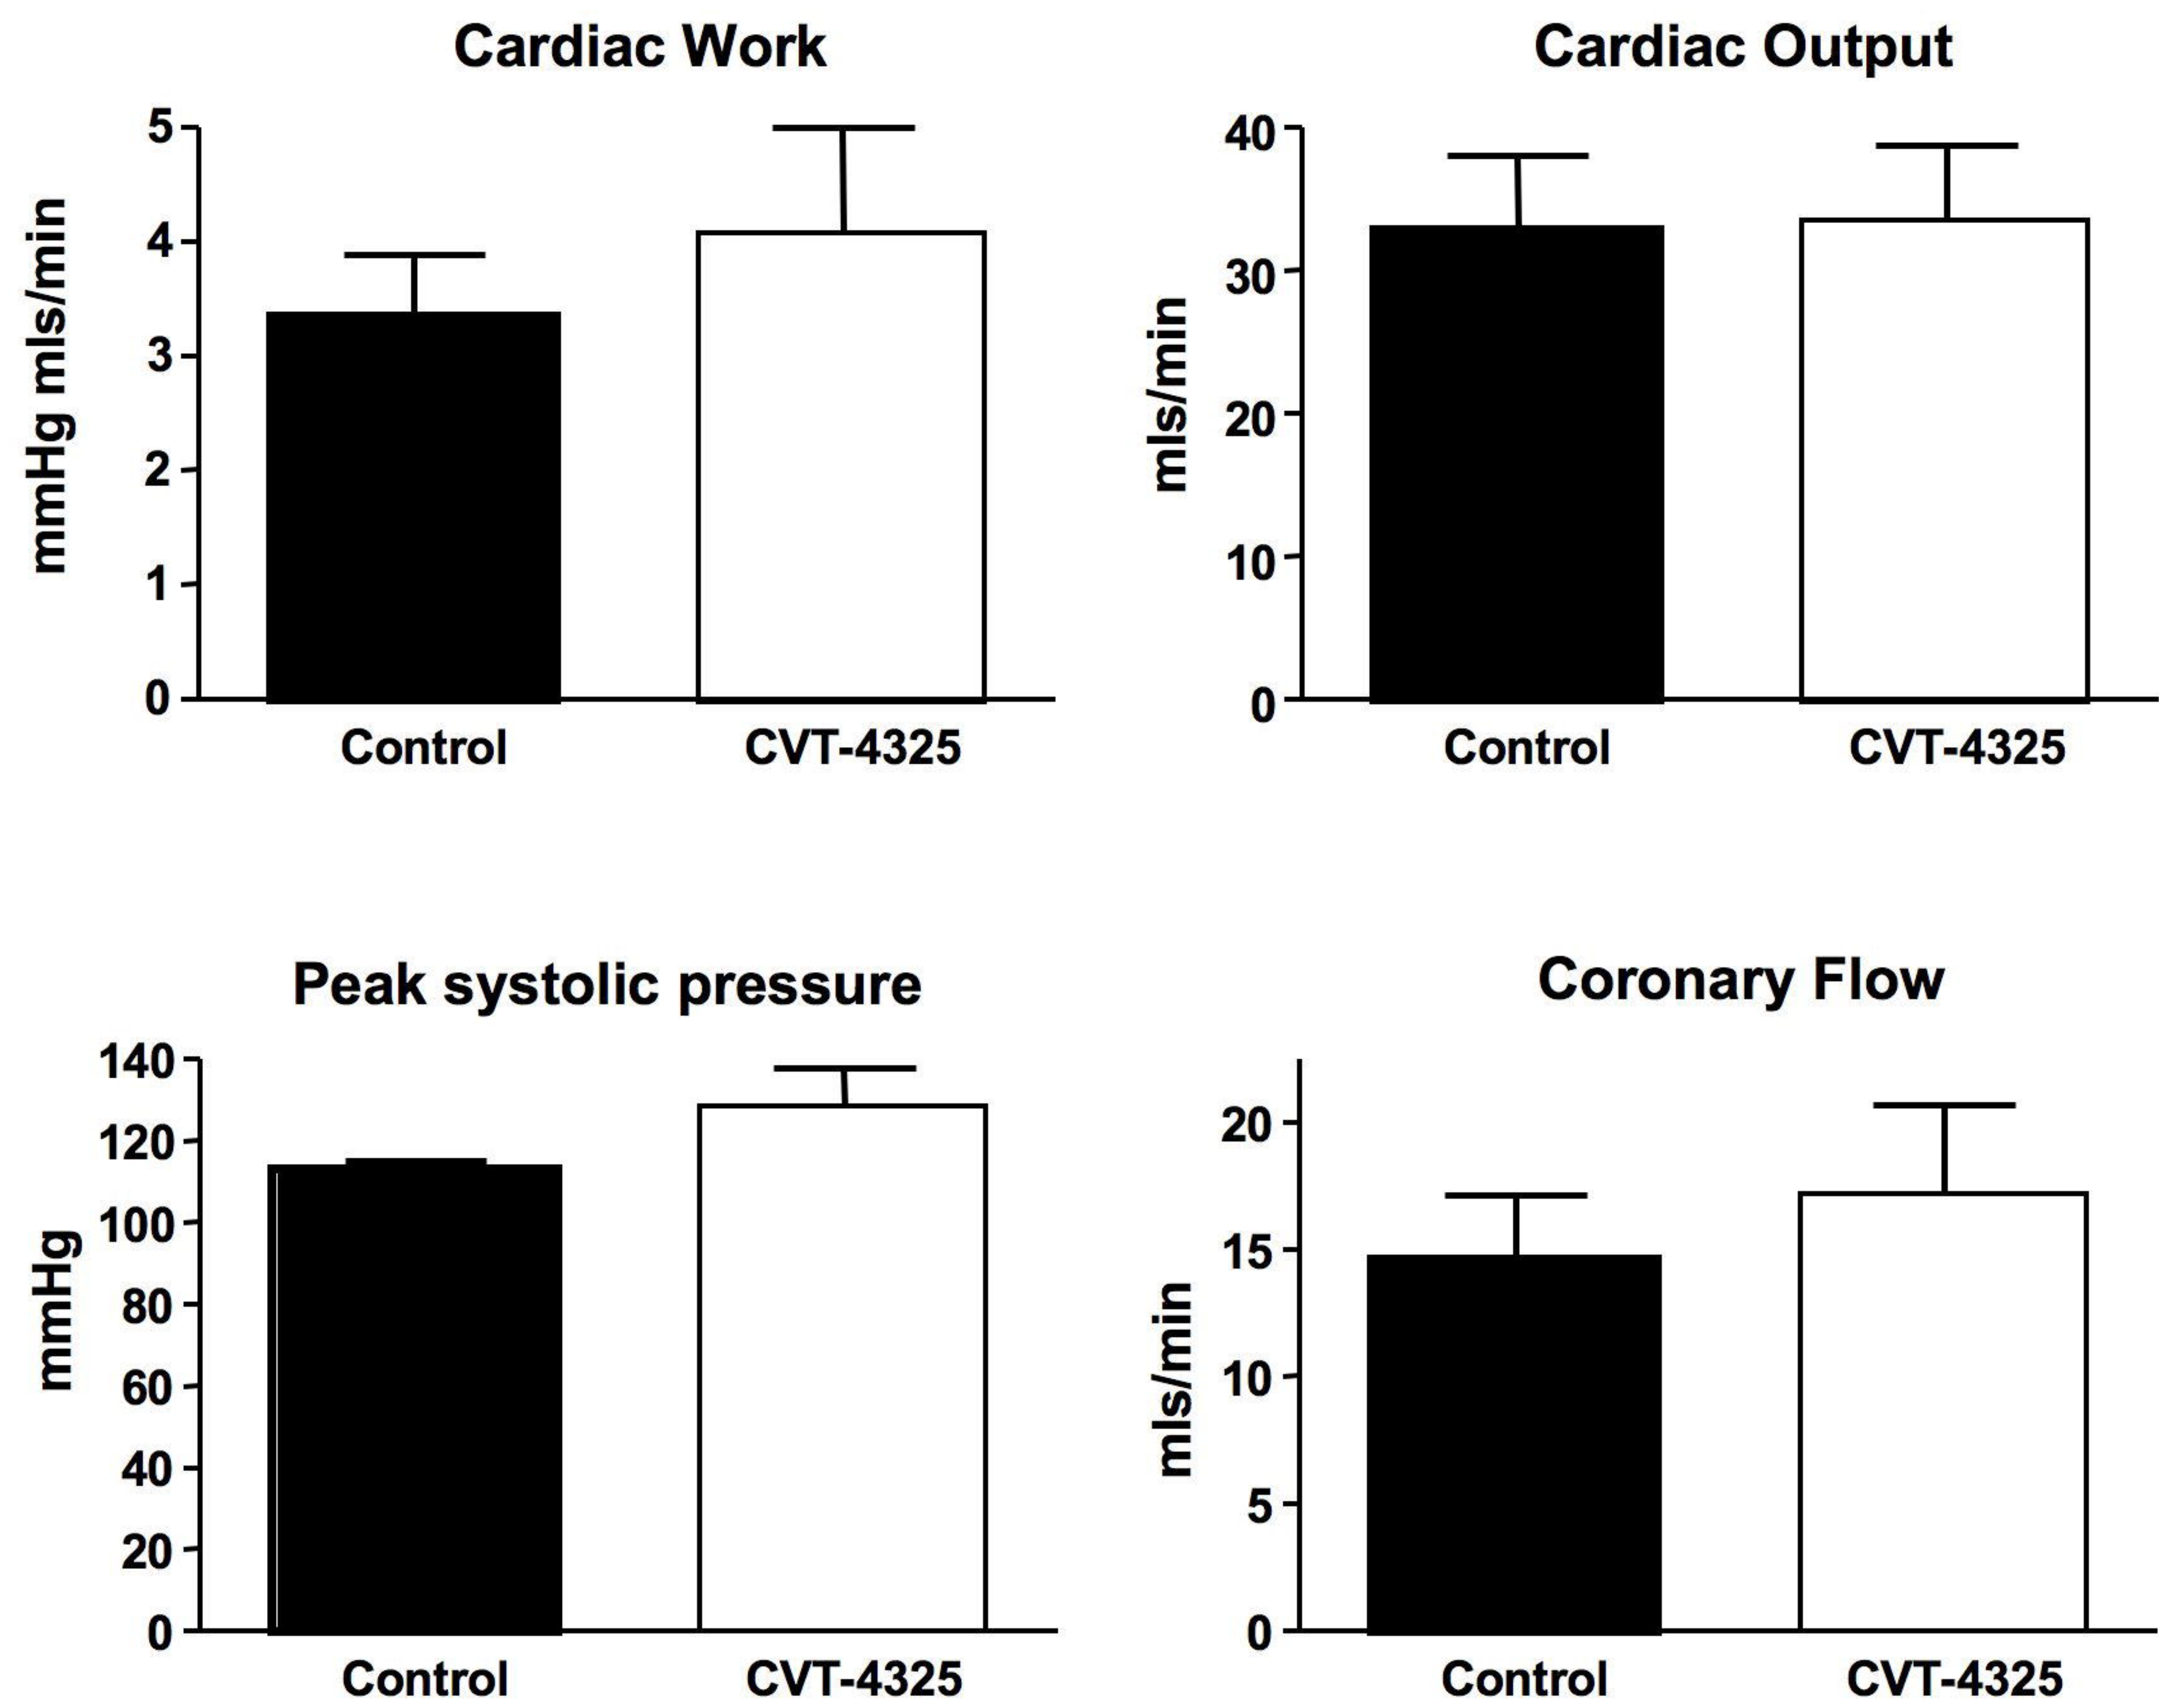 Cardiac Work
mmHg mls/min
5
4
3
2
1
0
Control CVT-4325
Cardiac Output
mls/min
40
30
20
10
0
Control CVT-4325
Peak systolic pressure
mmHg
140
120
100
80
60
40
20
0
Control CVT-4325
Coronary Flow
mls/min
20
15
10
5
0
Control CVT-4325